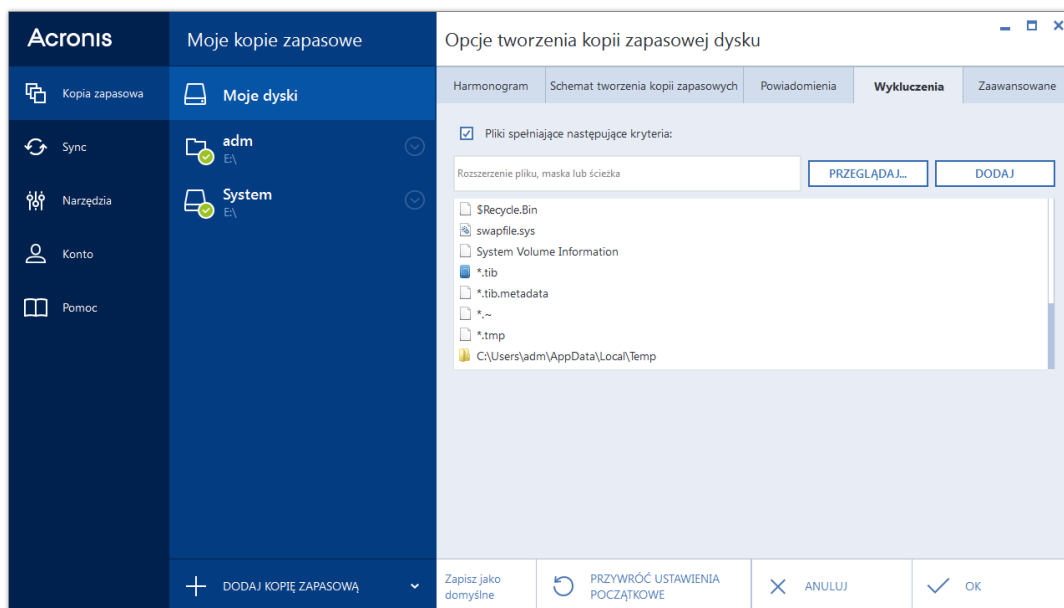 Acronis
Kopia zapasowa
Sync
Narzędzia
Konto
Pomoc
Moje kopie zapasowe
Moje dyski
adm
E:\
System
E:\
DODAJ KOPIĘ ZAPASOWĄ
Opcje tworzenia kopii zapasowej dysku
Harmonogram
Schemat tworzenia kopii zapasowych
Powiadomienia
Wykluczenia
Zaawansowane
Pliki spełniające następujące kryteria:
Rozszerzenie pliku, maska lub ścieżka
PRZEGLĄDAJ...
DODAJ
$Recycle.Bin
swapfile.sys
System Volume Information
*.tib
*.tib.metadata
*.~
*.tmp
C:\Users\adm\AppData\Local\Temp
Zapisz jako
domyślne
PRZYWRÓĆ USTAWIENIA
POCZĄTKOWE
ANULUJ
OK